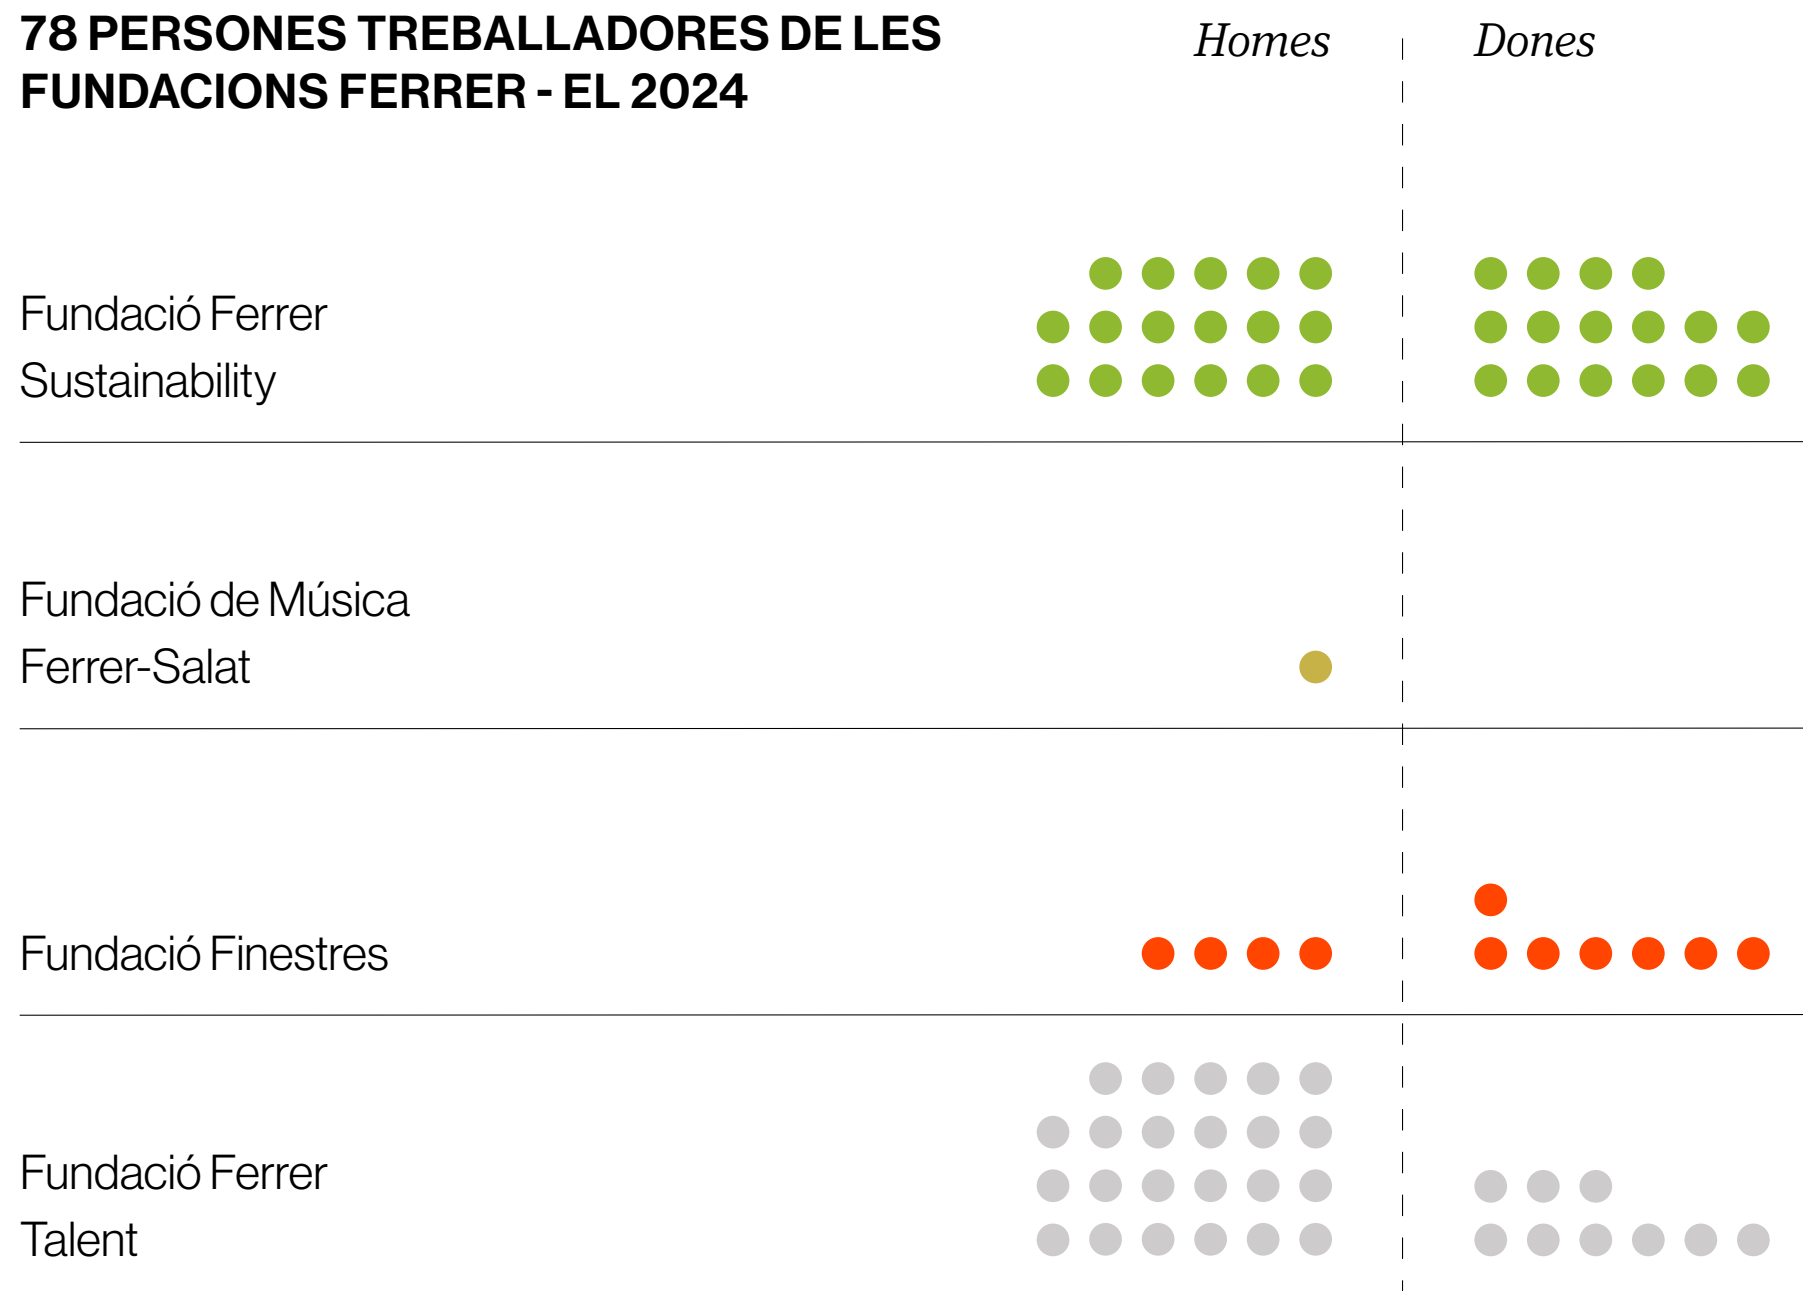 78 PERSONES TREBALLADORES DE LES
FUNDACIONS FERRER - EL 2024
Homes
Dones
Fundació Ferrer
Sustainability
Fundació de Música
Ferrer-Salat
Fundació Finestres
Fundació Ferrer
Talent